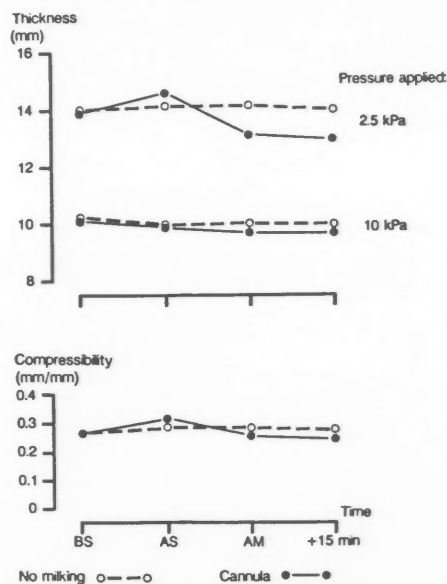 Thickness
(mm)
16
Pressure applied:
14
2.5 kPa
12
10
10 kPa
8
Compressibility
(mm/mm)
0.4
0.3
0.2
0.1
0
Time
BS
AS
AM
+15 min
No milking
Cannula